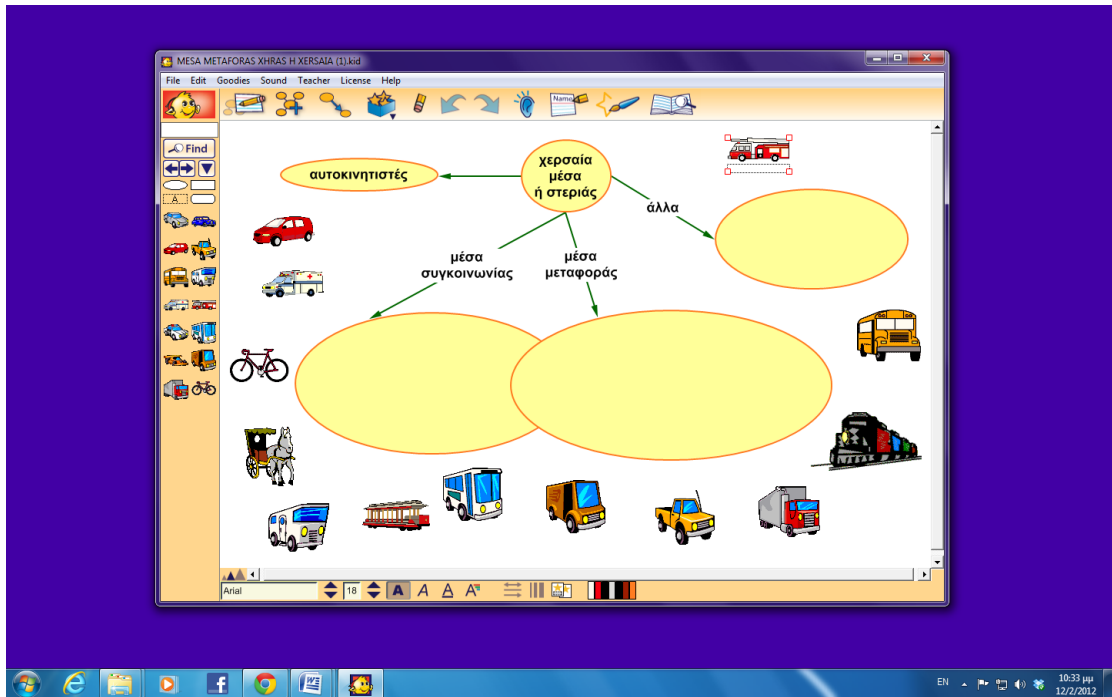 MESA METAFORAS XHRAS H XERSAIA (1).kid
File Edit Goodies Sound Teacher License Help
Name
Find
A
αυτοκινητιστές
χερσαία
μέσα
ή στεριάς
άλλα
μέσα
συγκοινωνίας
μέσα
μεταφοράς
Arial
18
A A A A
EN
10:33 μμ
12/2/2012